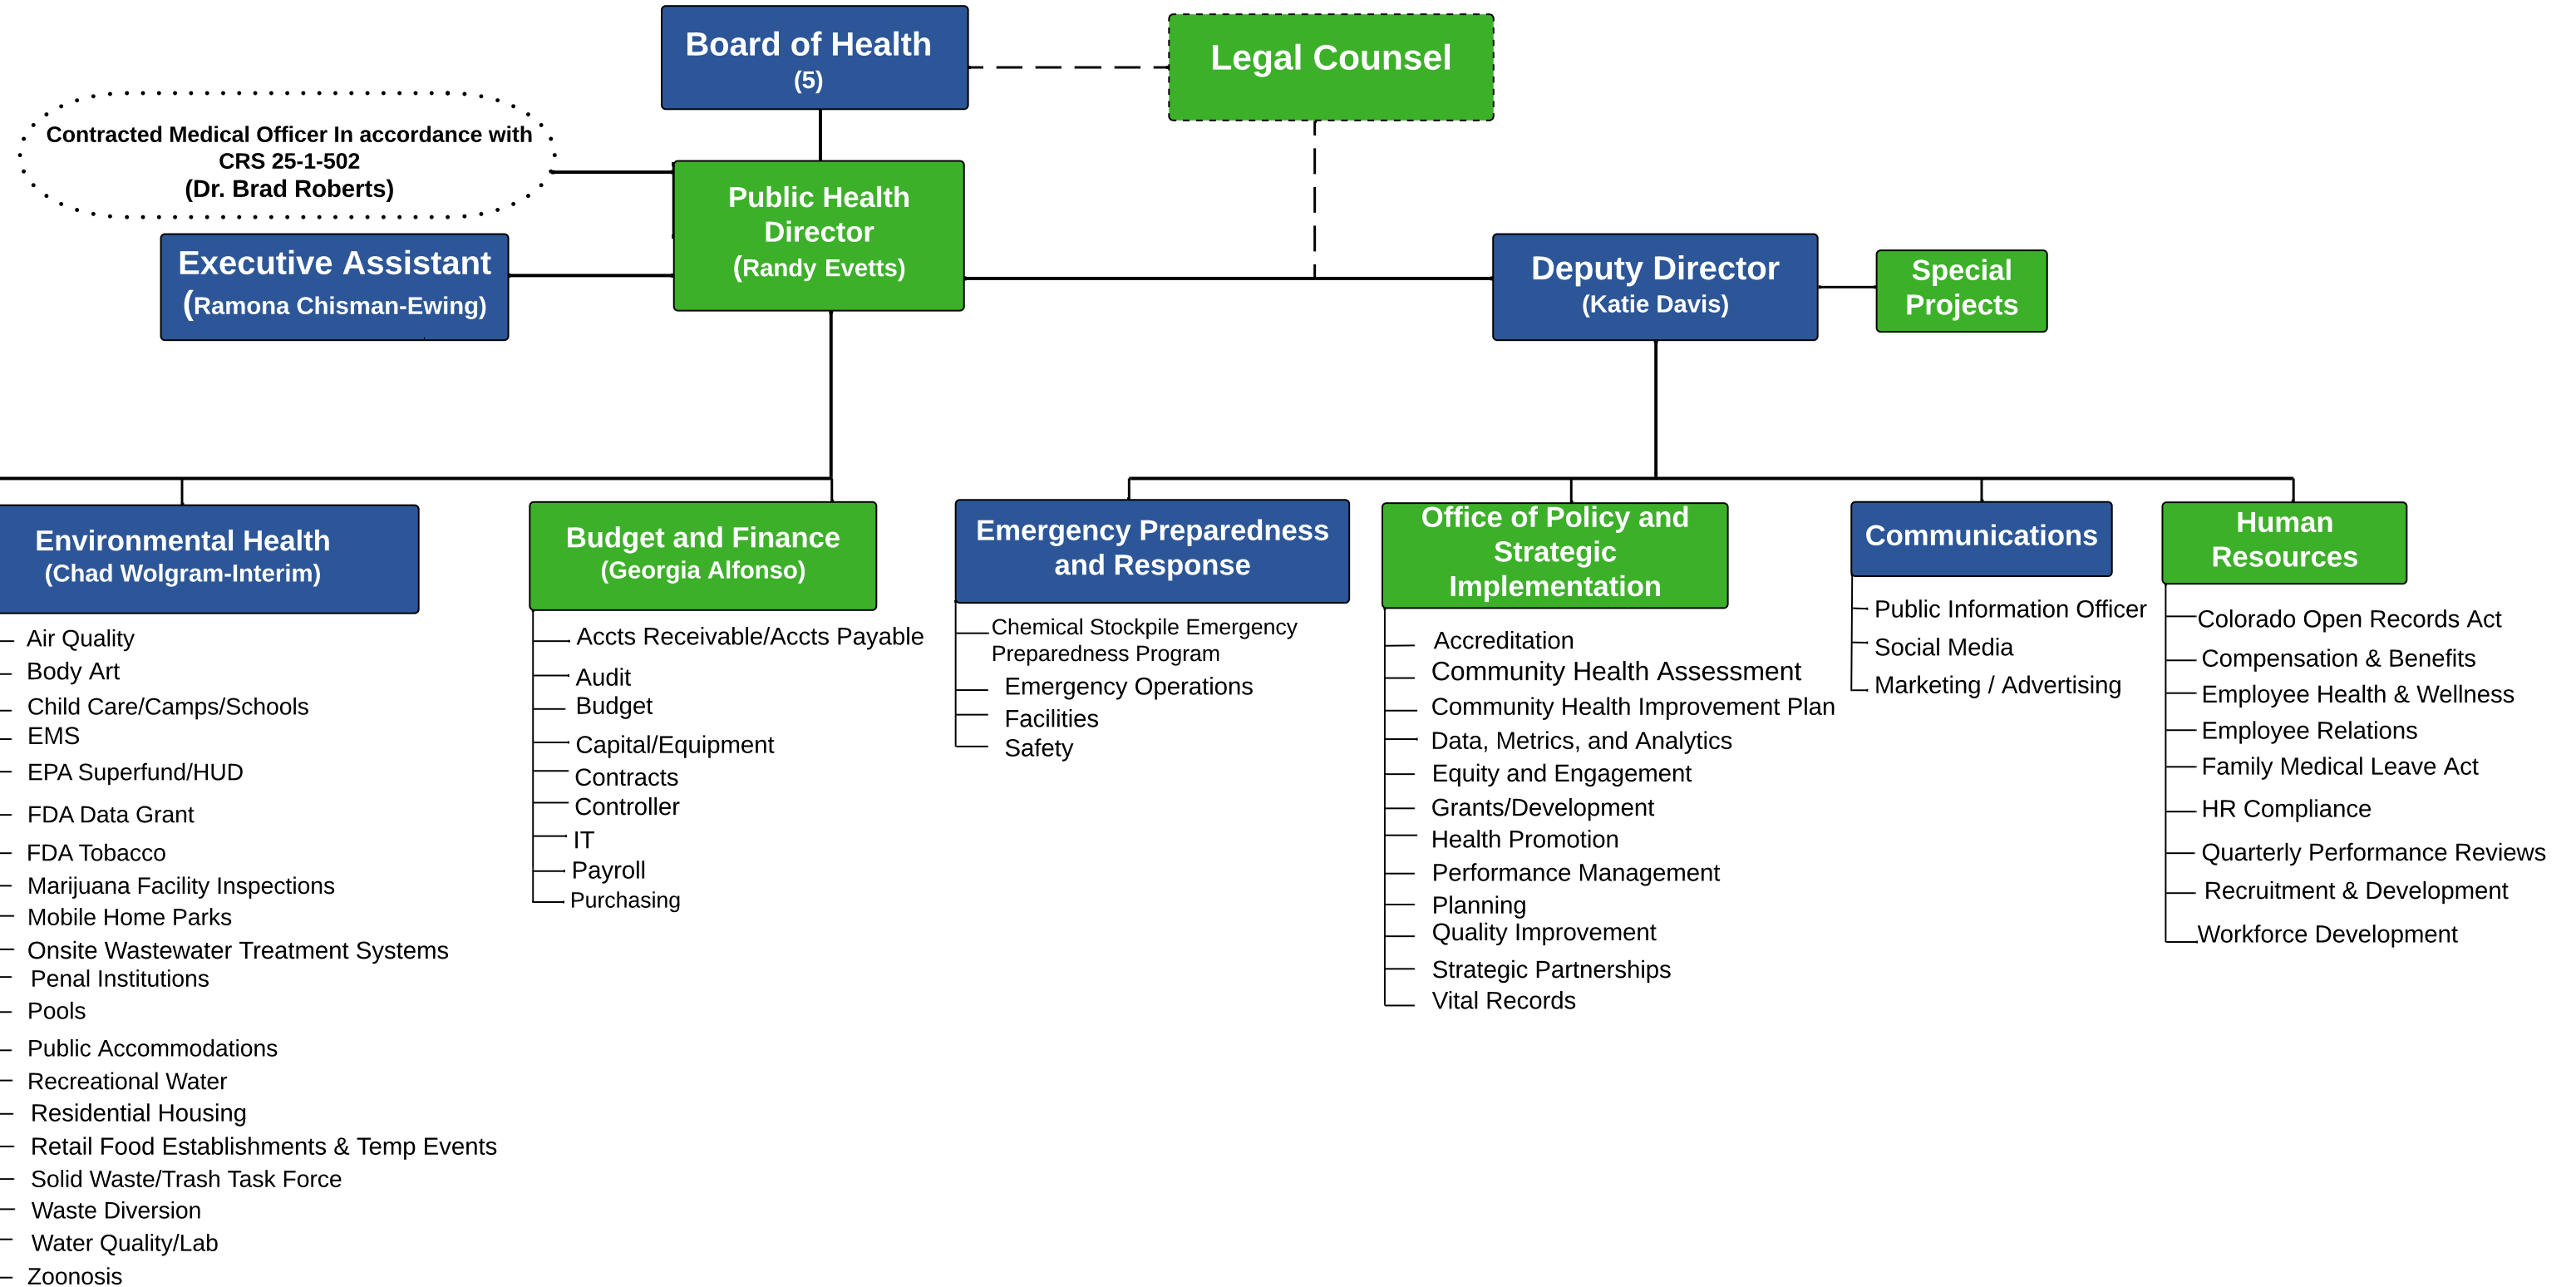 Board of Health
(5)
Legal Counsel
Contracted Medical Officer In accordance with
CRS 25-1-502
(Dr. Brad Roberts)
Public Health
Director
(Randy Evetts)
Executive Assistant
(Ramona Chisman-Ewing)
Deputy Director
(Katie Davis)
Special
Projects
Environmental Health
(Chad Wolgram-Interim)
Air Quality
Body Art
Child Care/Camps/Schools
EMS
EPA Superfund/HUD
FDA Data Grant
FDA Tobacco
Marijuana Facility Inspections
Mobile Home Parks
Onsite Wastewater Treatment Systems
Penal Institutions
Pools
Public Accommodations
Recreational Water
Residential Housing
Retail Food Establishments & Temp Events
Solid Waste/Trash Task Force
Waste Diversion
Water Quality/Lab
Zoonosis
Budget and Finance
(Georgia Alfonso)
Accts Receivable/Accts Payable
Audit
Budget
Capital/Equipment
Contracts
Controller
IT
Payroll
Purchasing
Emergency Preparedness
and Response
Chemical Stockpile Emergency
Preparedness Program
Emergency Operations
Facilities
Safety
Office of Policy and
Strategic
Implementation
Accreditation
Community Health Assessment
Community Health Improvement Plan
Data, Metrics, and Analytics
Equity and Engagement
Grants/Development
Health Promotion
Performance Management
Planning
Quality Improvement
Strategic Partnerships
Vital Records
Communications
Public Information Officer
Social Media
Marketing / Advertising
Human
Resources
Colorado Open Records Act
Compensation & Benefits
Employee Health & Wellness
Employee Relations
Family Medical Leave Act
HR Compliance
Quarterly Performance Reviews
Recruitment & Development
Workforce Development